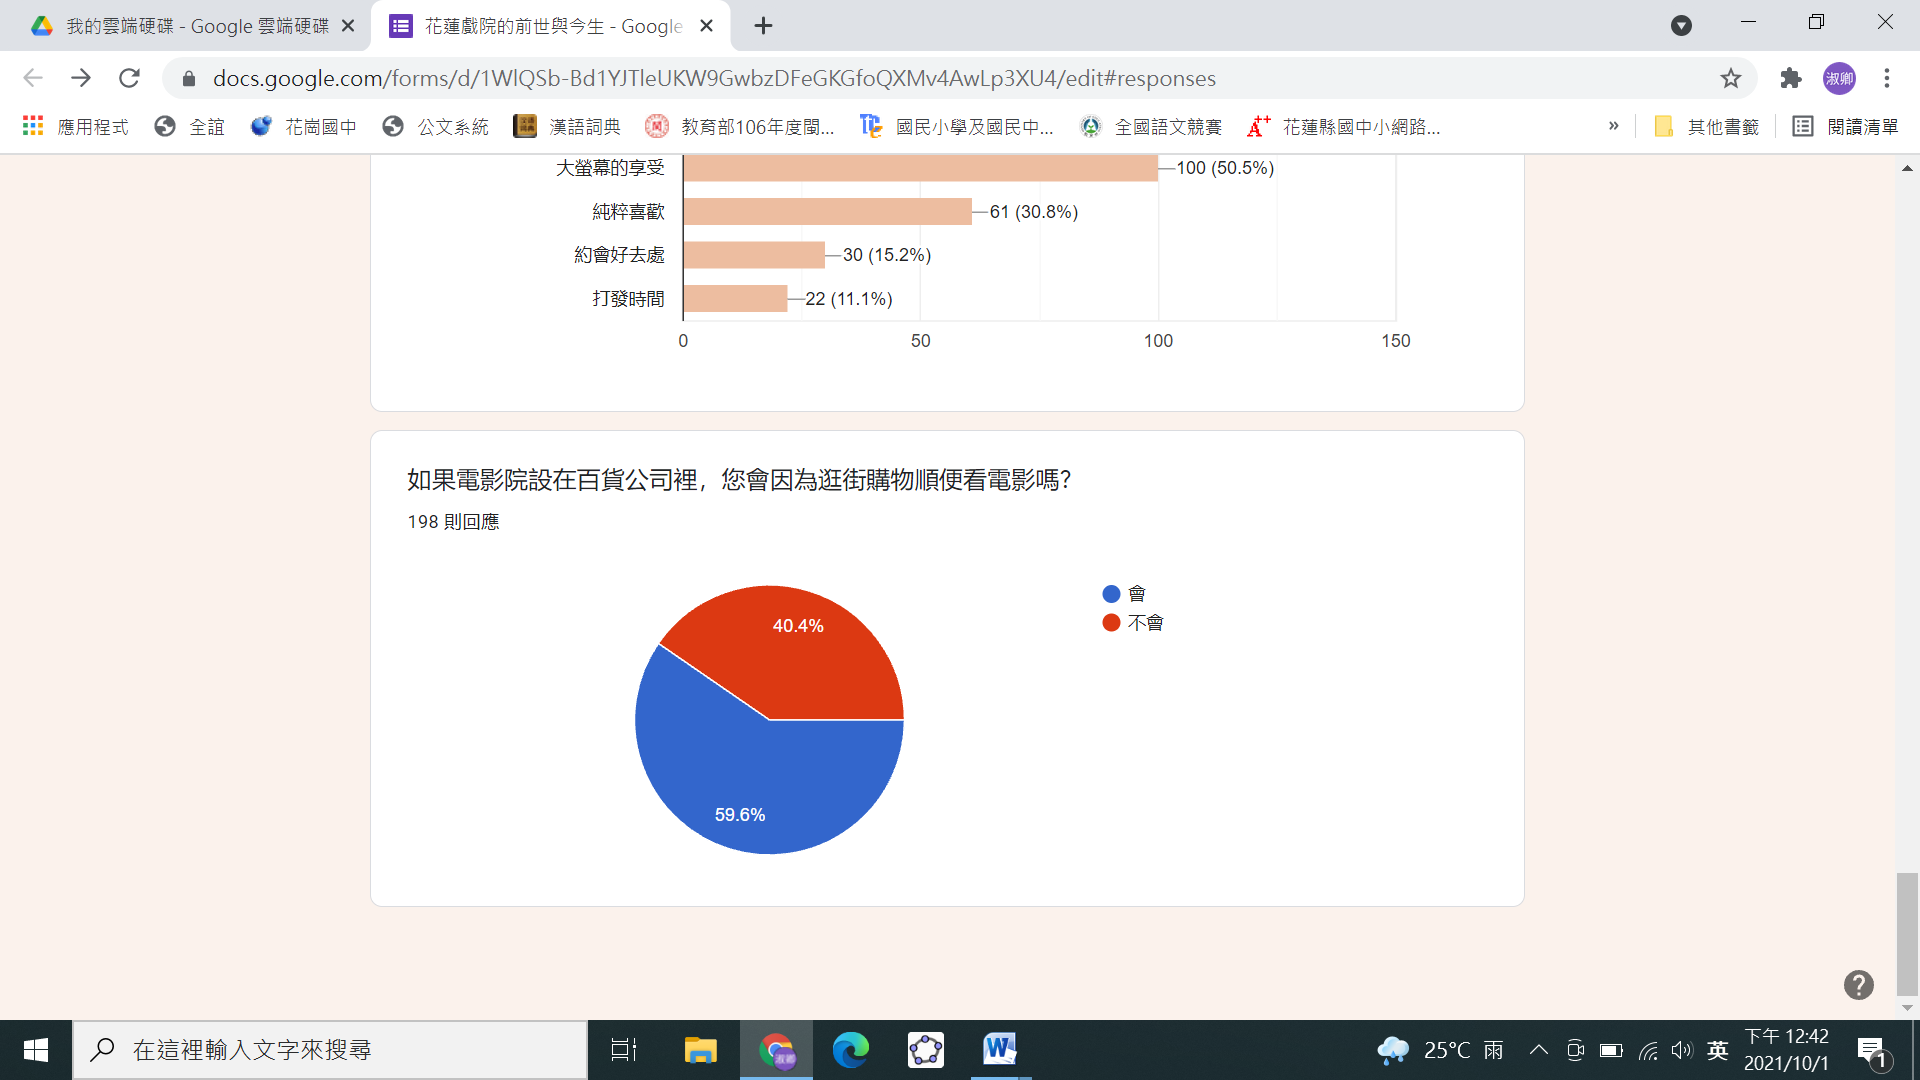 我的雲端硬碟 - Google 雲端硬碟
花蓮戲院的前世與今生 - Google
docs.google.com/forms/d/1WlQSb-Bd1YJTleUKW9GwbzDFeGKGfoQXMv4AwLp3XU4/edit#responses
淑卿
應用程式 全誼 花崗國中 公文系統 漢語詞典 教育部106年度閩... 國民小學及國民中... 全國語文競賽 花蓮縣國中小網路... » 其他書籤 閱讀清單
大螢幕的享受 100 (50.5%)
純粹喜歡 61 (30.8%)
約會好去處 30 (15.2%)
打發時間 22 (11.1%)
0 50 100 150
如果電影院設在百貨公司裡，您會因為逛街購物順便看電影嗎?
198 則回應
會
不會
40.4%
59.6%
在這裡輸入文字來搜尋
淑卿
25°C 雨
英
下午 12:42
2021/10/1
1